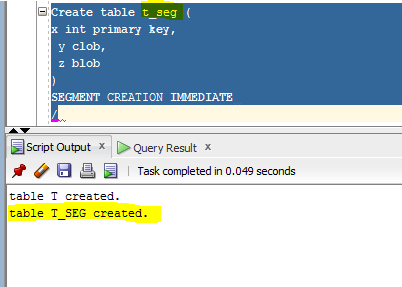 Create table t_seg (
x int primary key,
y clob,
z blob
)
SEGMENT CREATION IMMEDIATE
/
Script Output x Query Result x
Task completed in 0.049 seconds
table T created.
table T_SEG created.